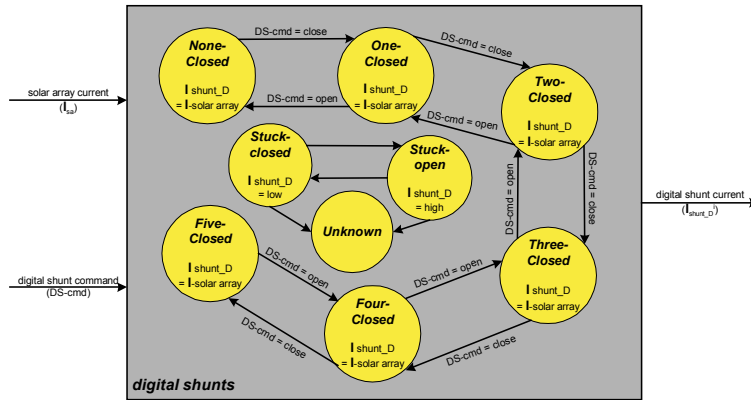 DS-cmd = close
None-
Closed
I shunt_D
= I-solar array
DS-cmd = open
One-
Closed
I shunt_D
= I-solar array
DS-cmd = close
DS-cmd = open
Two-
Closed
I shunt_D
= I-solar array
solar array current
(Isa)
Stuck-
closed
I shunt_D
= low
Stuck-
open
I shunt_D
= high
Unknown
DS-cmd = open
DS-cmd = close
digital shunt current
(Ishunt_D)
Five-
Closed
I shunt_D
= I-solar array
DS-cmd = open
DS-cmd = close
digital shunt command
(DS-cmd)
Four-
Closed
I shunt_D
= I-solar array
DS-cmd = open
DS-cmd = close
Three-
Closed
I shunt_D
= I-solar array
digital shunts